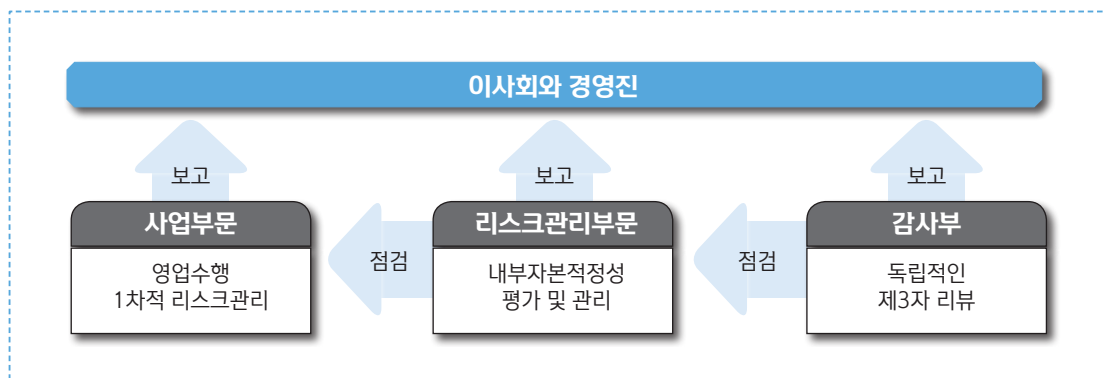 이사회와 경영진
보고
보고
보고
사업부문
영업수행
1차적 리스크관리
점검
리스크관리부문
내부자본적정성
평가 및 관리
점검
감사부
독립적인
제3자 리뷰